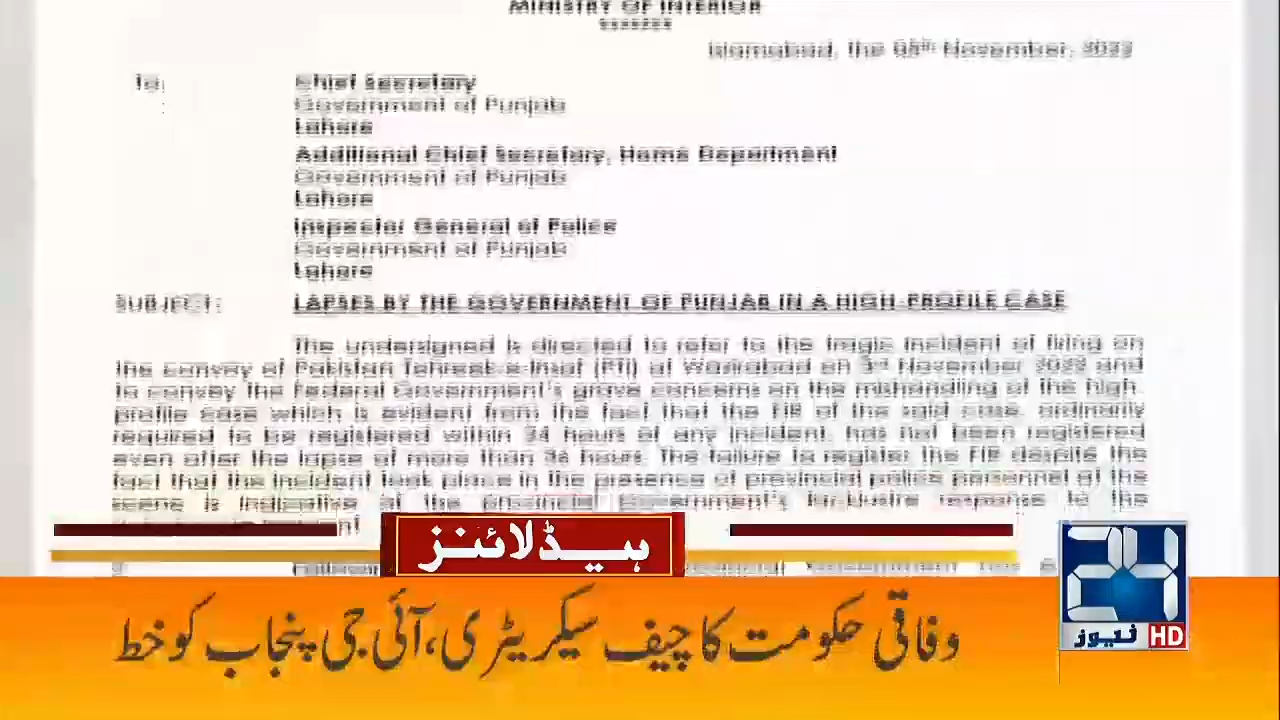 MINISTRY OF INTERIOR
*******
Islamabad, the 05th November, 2022
To:
Chief Secretary
Government of Punjab
Lahore
Additional Chief Secretary, Home Department
Government of Punjab
Lahore
Inspector General of Police
Government of Punjab
Lahore
SUBJECT: LAPSES BY THE GOVERNMENT OF PUNJAB IN A HIGH-PROFILE CASE
The undersigned is directed to refer to the tragic incident of firing on
the convoy of Pakistan Tehreek-e-Insaf (PTI) at Wazirabad on 3rd November 2022 and
to convey the Federal Government's grave concerns on the mishandling of the high-
profile case which is evident from the fact that the FIR of the said case, ordinarily
required to be registered within 24 hours of any incident, has not been registered
even after the lapse of more than 36 hours. The failure to register the FIR despite the
fact that the incident took place in the presence of provincial police personnel at the
scene is indicative of the provincial government's response to the
ہیڈلائنز
24
نیوز HD
وفاقی حکومت کا چیف سیکریٹری، آئی جی پنجاب کو خط